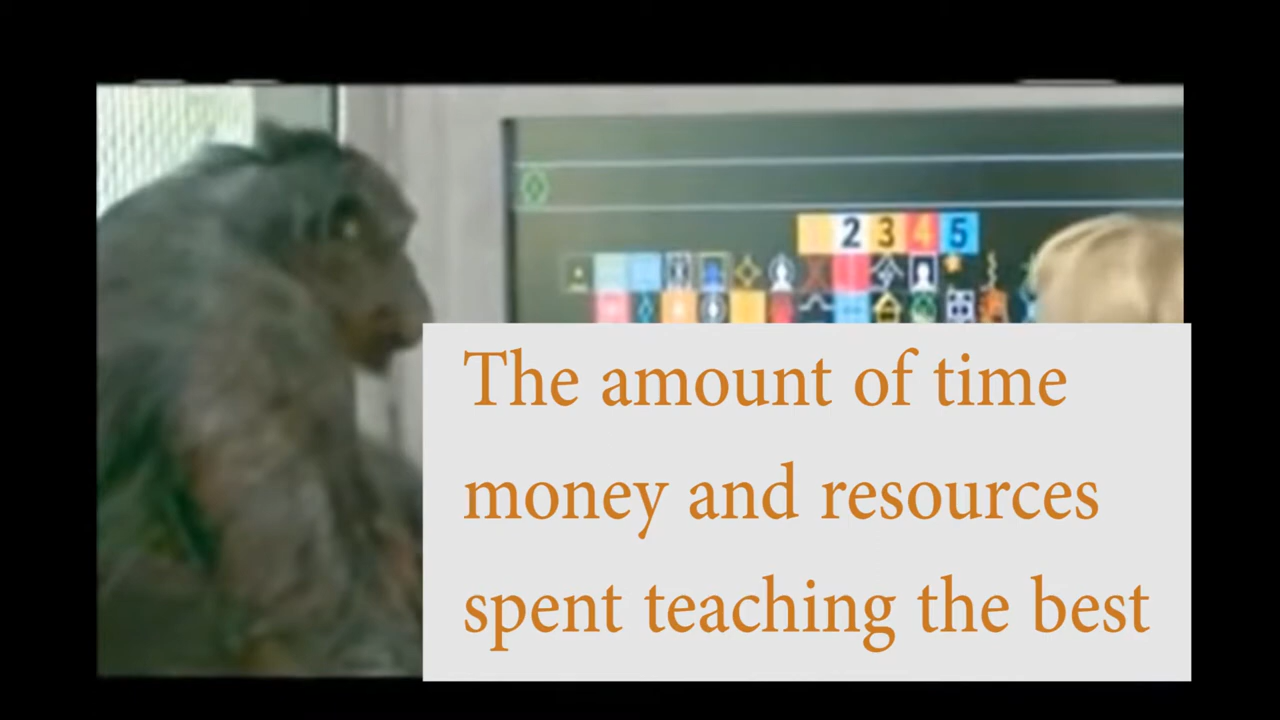 2 3 4 5
The amount of time
money and resources
spent teaching the best